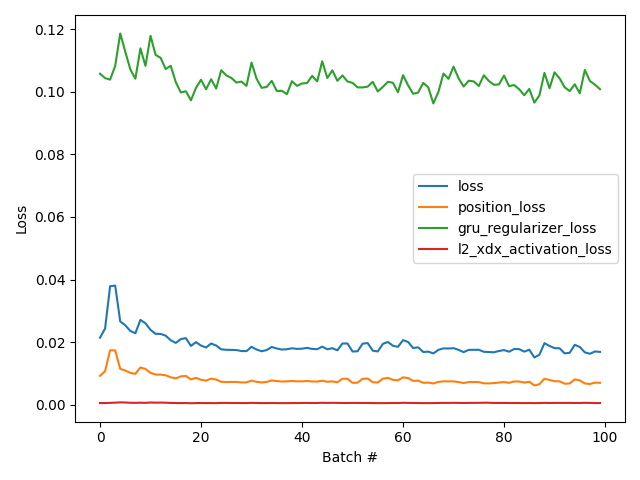 0.12
0.10
0.08
0.06
0.04
0.02
0.00
Loss
loss
position_loss
gru_regularizer_loss
l2_xdx_activation_loss
0 20 40 60 80 100
Batch #